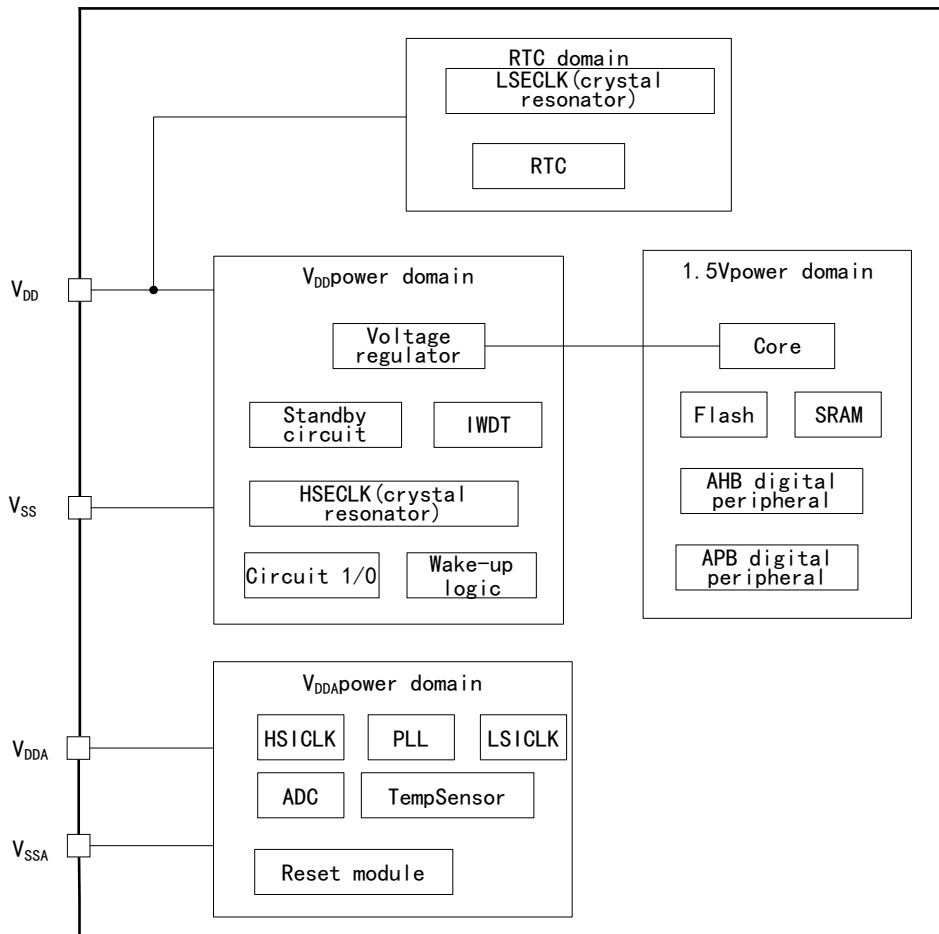 RTC domain
LSECLK(crystal
resonator)
RTC
VDD
VDDpower domain
Voltage
regulator
Standby
circuit
IWDT
HSECLK(crystal
resonator)
Circuit 1/0
Wake-up
logic
1.5Vpower domain
Core
Flash
SRAM
AHB digital
peripheral
APB digital
peripheral
VSS
VDDApower domain
HSICLK
PLL
LSICLK
ADC
TempSensor
Reset module
VDDA
VSSA